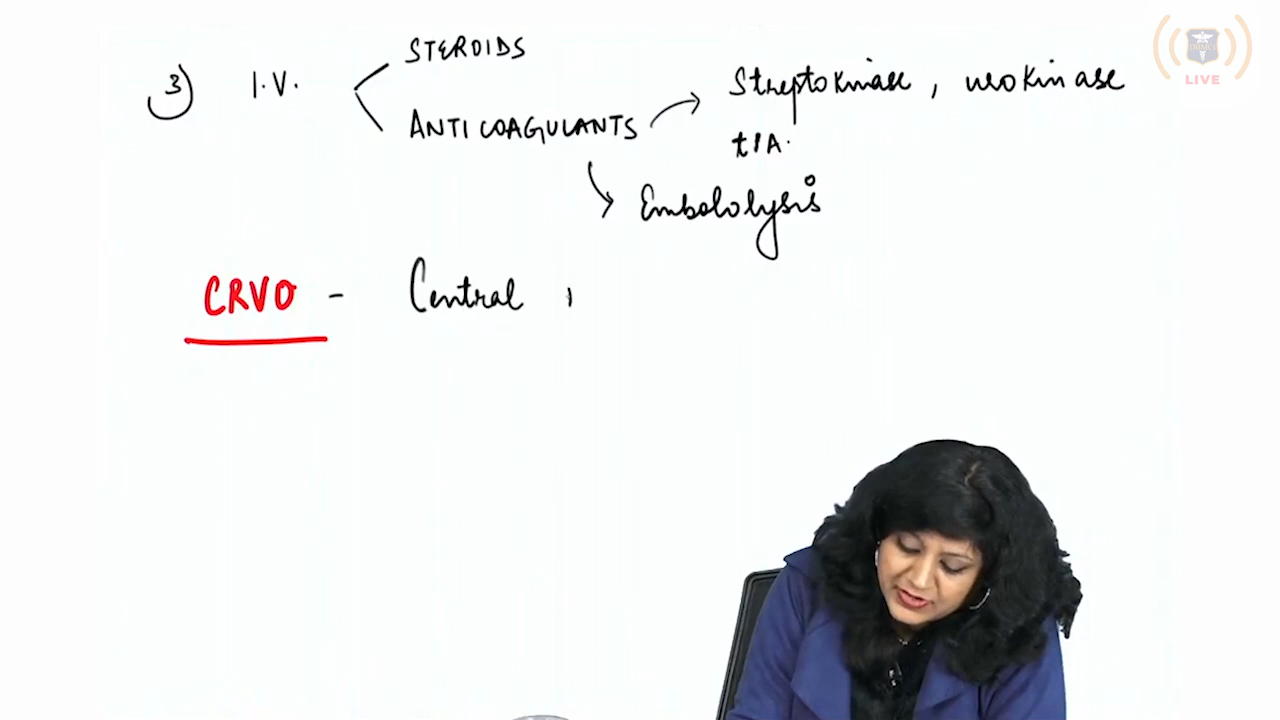 3) I.V. STEROIDS
ANTICOAGULANTS → Streptokinase, urokinase
tPA.
Embololysis
CRVO - Central
LIVE